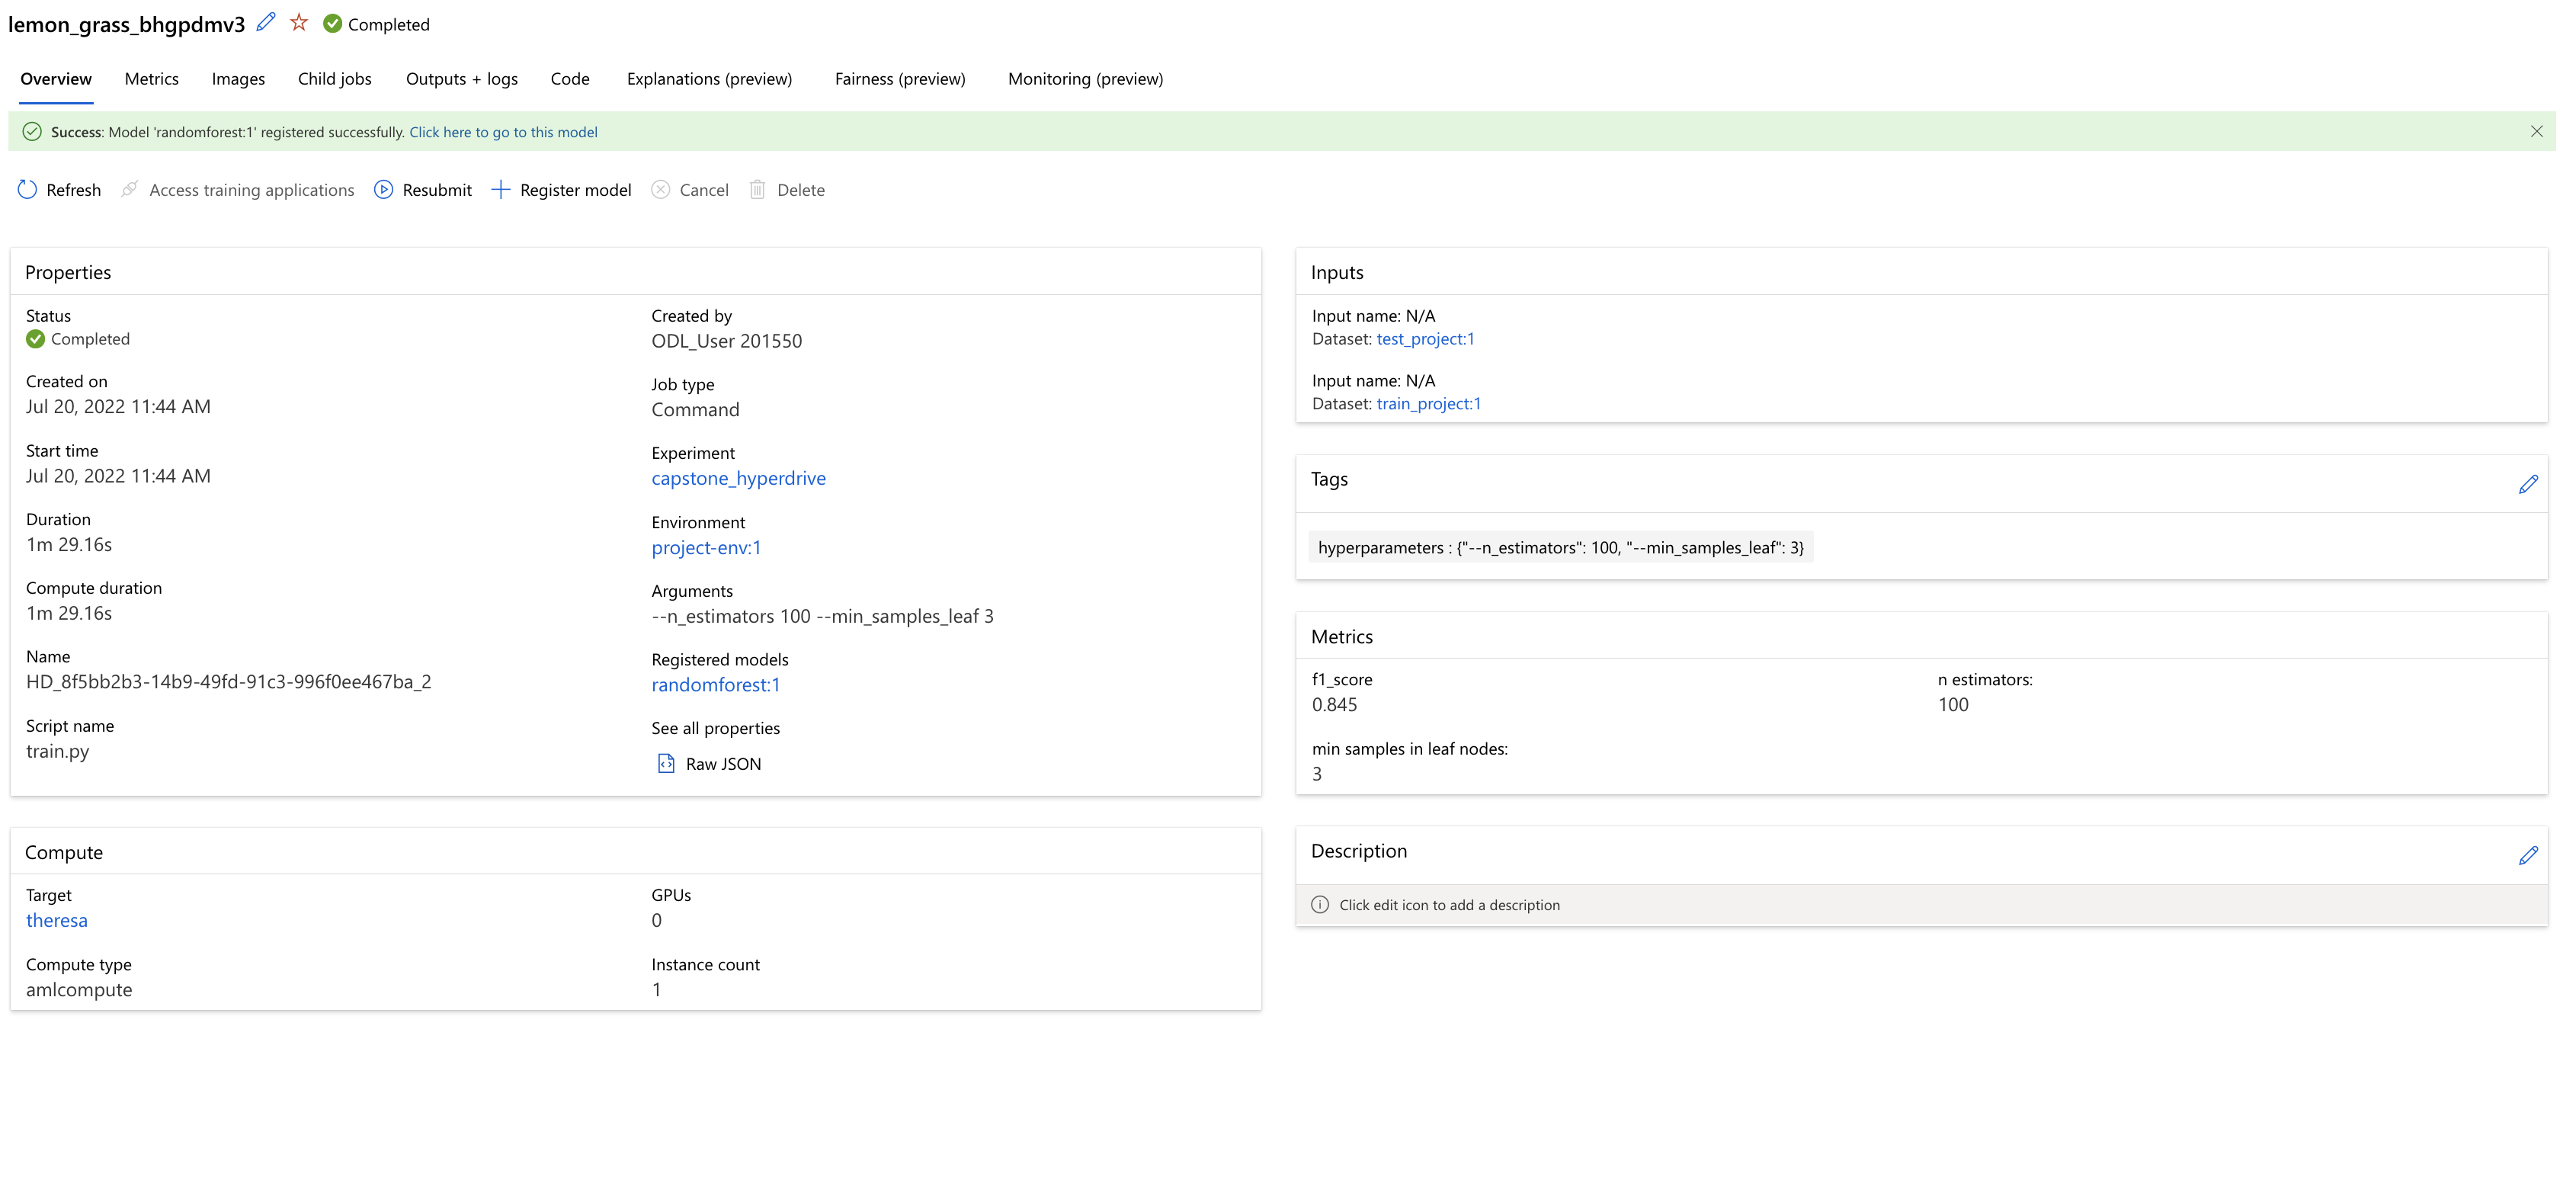 lemon_grass_bhgpdmv3 Completed
Overview Metrics Images Child jobs Outputs + logs Code Explanations (preview) Fairness (preview) Monitoring (preview)
Success: Model 'randomforest:1' registered successfully. Click here to go to this model
Refresh Access training applications Resubmit Register model Cancel Delete
Properties
Status
Completed
Created on
Jul 20, 2022 11:44 AM
Start time
Jul 20, 2022 11:44 AM
Duration
1m 29.16s
Compute duration
1m 29.16s
Name
HD_8f5bb2b3-14b9-49fd-91c3-996f0ee467ba_2
Script name
train.py
Created by
ODL_User 201550
Job type
Command
Experiment
capstone_hyperdrive
Environment
project-env:1
Arguments
--n_estimators 100 --min_samples_leaf 3
Registered models
randomforest:1
See all properties
Raw JSON
Compute
Target
theresa
Compute type
amlcompute
GPUs
0
Instance count
1
Inputs
Input name: N/A
Dataset: test_project:1
Input name: N/A
Dataset: train_project:1
Tags
hyperparameters : {"--n_estimators": 100, "--min_samples_leaf": 3}
Metrics
f1_score
0.845
n estimators:
100
min samples in leaf nodes:
3
Description
Click edit icon to add a description